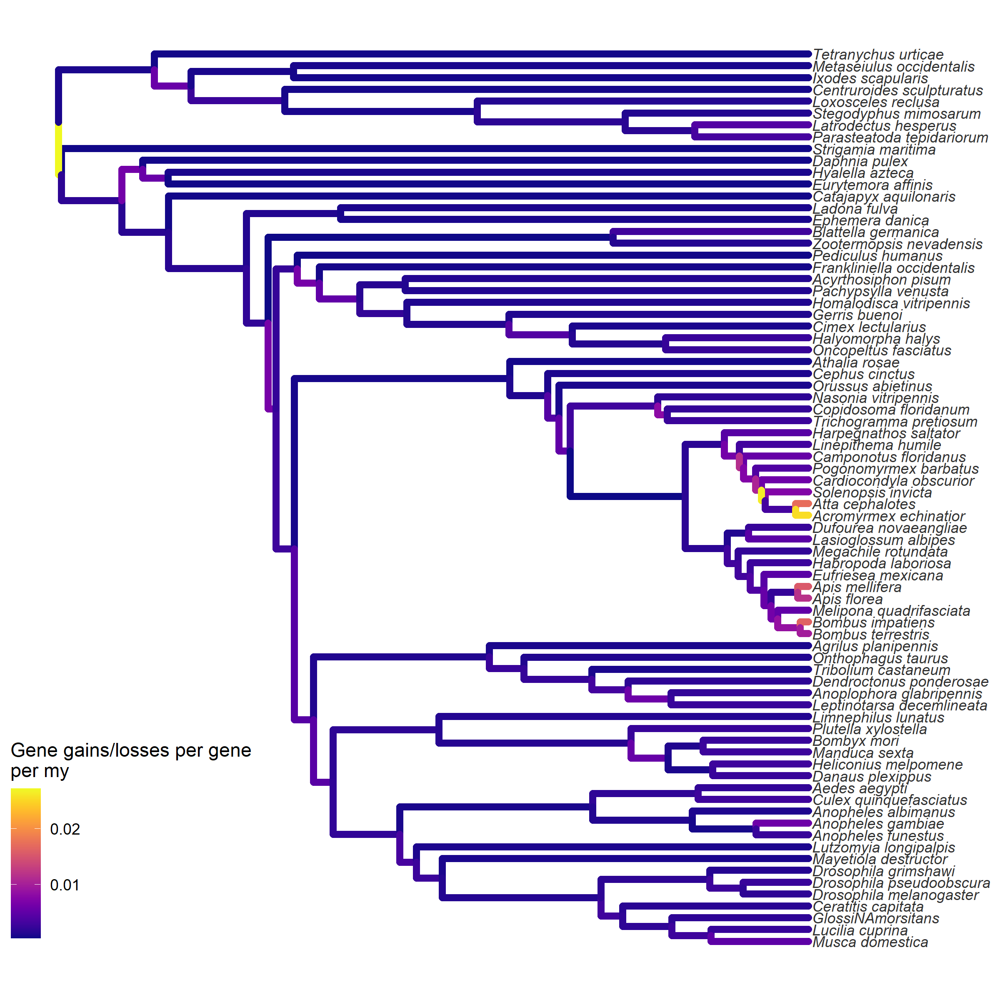 Tetranychus urticae
Metaseiulus occidentalis
Ixodes scapularis
Centruroides sculpturatus
Loxosceles reclusa
Stegodyphus mimosarum
Latrodectus hesperus
Parasteatoda tepidariorum
Strigamia maritima
Daphnia pulex
Hyalella azteca
Eurytemora affinis
Catajapyx aquilonaris
Ladona fulva
Ephemera danica
Blattella germanica
Zootermopsis nevadensis
Pediculus humanus
Frankliniella occidentalis
Acyrthosiphon pisum
Pachypsylla venusta
Homalodisca vitripennis
Gerris buenoi
Cimex lectularius
Halyomorpha halys
Oncopeltus fasciatus
Athalia rosae
Cephus cinctus
Orussus abietinus
Nasonia vitripennis
Copidosoma floridanum
Trichogramma pretiosum
Harpegnathos saltator
Linepithema humile
Camponotus floridanus
Pogonomyrmex barbatus
Cardiocondyla obscurior
Solenopsis invicta
Atta cephalotes
Acromyrmex echinatior
Dufourea novaeangliae
Lasioglossum albipes
Megachile rotundata
Habropoda laboriosa
Eufriesea mexicana
Apis mellifera
Apis florea
Melipona quadrifasciata
Bombus impatiens
Bombus terrestris
Agrilus planipennis
Onthophagus taurus
Tribolium castaneum
Dendroctonus ponderosae
Anoplophora glabripennis
Leptinotarsa decemlineata
Limnephilus lunatus
Plutella xylostella
Bombyx mori
Manduca sexta
Heliconius melpomene
Danaus plexippus
Aedes aegypti
Culex quinquefasciatus
Anopheles albimanus
Anopheles gambiae
Anopheles funestus
Lutzomyia longipalpis
Mayetiola destructor
Drosophila grimshawi
Drosophila pseudoobscura
Drosophila melanogaster
Ceratitis capitata
GlossiNAmorsitans
Lucilia cuprina
Musca domestica
Gene gains/losses per gene
per my
0.02
0.01